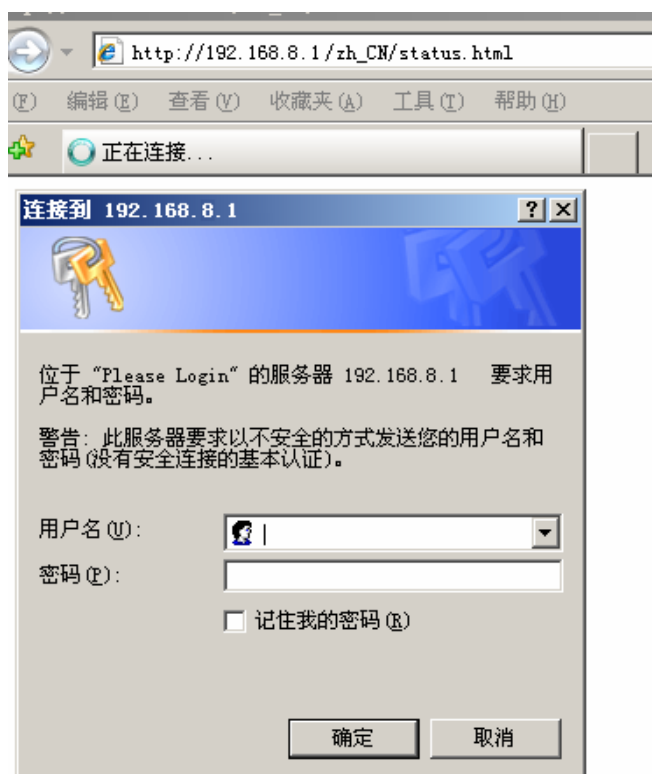 http://192.168.8.1/zh_CN/status.html
(F) 编辑(E) 查看(V) 收藏夹(A) 工具(T) 帮助(H)
正在连接...
连接到 192.168.8.1
位于 “Please Login” 的服务器 192.168.8.1 要求用
户名和密码。
警告: 此服务器要求以不安全的方式发送您的用户名和
密码(没有安全连接的基本认证)。
用户名(U):
密码(P):
记住我的密码(R)
确定 取消